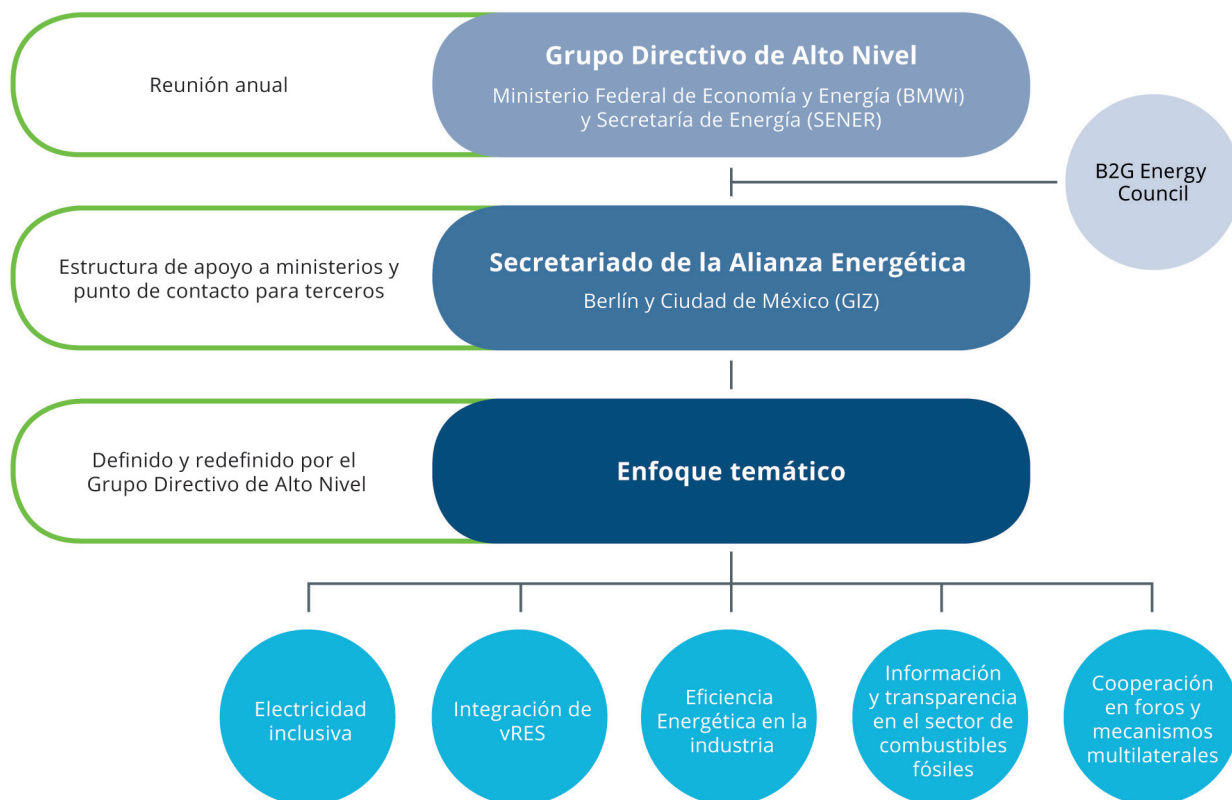 Reunión anual
Grupo Directivo de Alto Nivel
Ministerio Federal de Economía y Energía (BMWi)
y Secretaría de Energía (SENER)
B2G Energy
Council
Estructura de apoyo a ministerios y
punto de contacto para terceros
Secretariado de la Alianza Energética
Berlín y Ciudad de México (GIZ)
Definido y redefinido por el
Grupo Directivo de Alto Nivel
Enfoque temático
Electricidad
inclusiva
Integración de
vRES
Eficiencia
Energética en la
industria
Información
y transparencia
en el sector de
combustibles
fósiles
Cooperación
en foros y
mecanismos
multilaterales